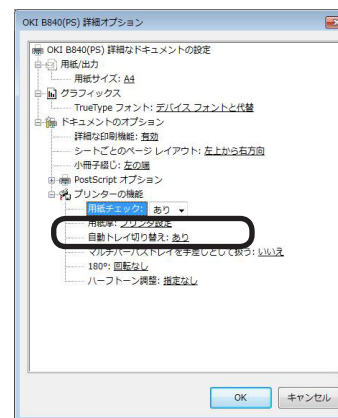 OKI B840(PS) 詳細オプション
OKI B840(PS) 詳細なドキュメントの設定
用紙/出力
用紙サイズ: A4
グラフィックス
TrueType フォント: デバイス フォントと代替
ドキュメントのオプション
詳細な印刷機能: 有効
シートごとのページ レイアウト: 左上から右方向
小冊子綴じ: 左の端
PostScript オプション
プリンターの機能
用紙チェック: あり
用紙厚: プリンタ設定
自動トレイ切り替え: あり
マルチパーパストレイを手差しとして扱う: いいえ
180°: 回転なし
ハーフトーン調整: 指定なし
OK キャンセル